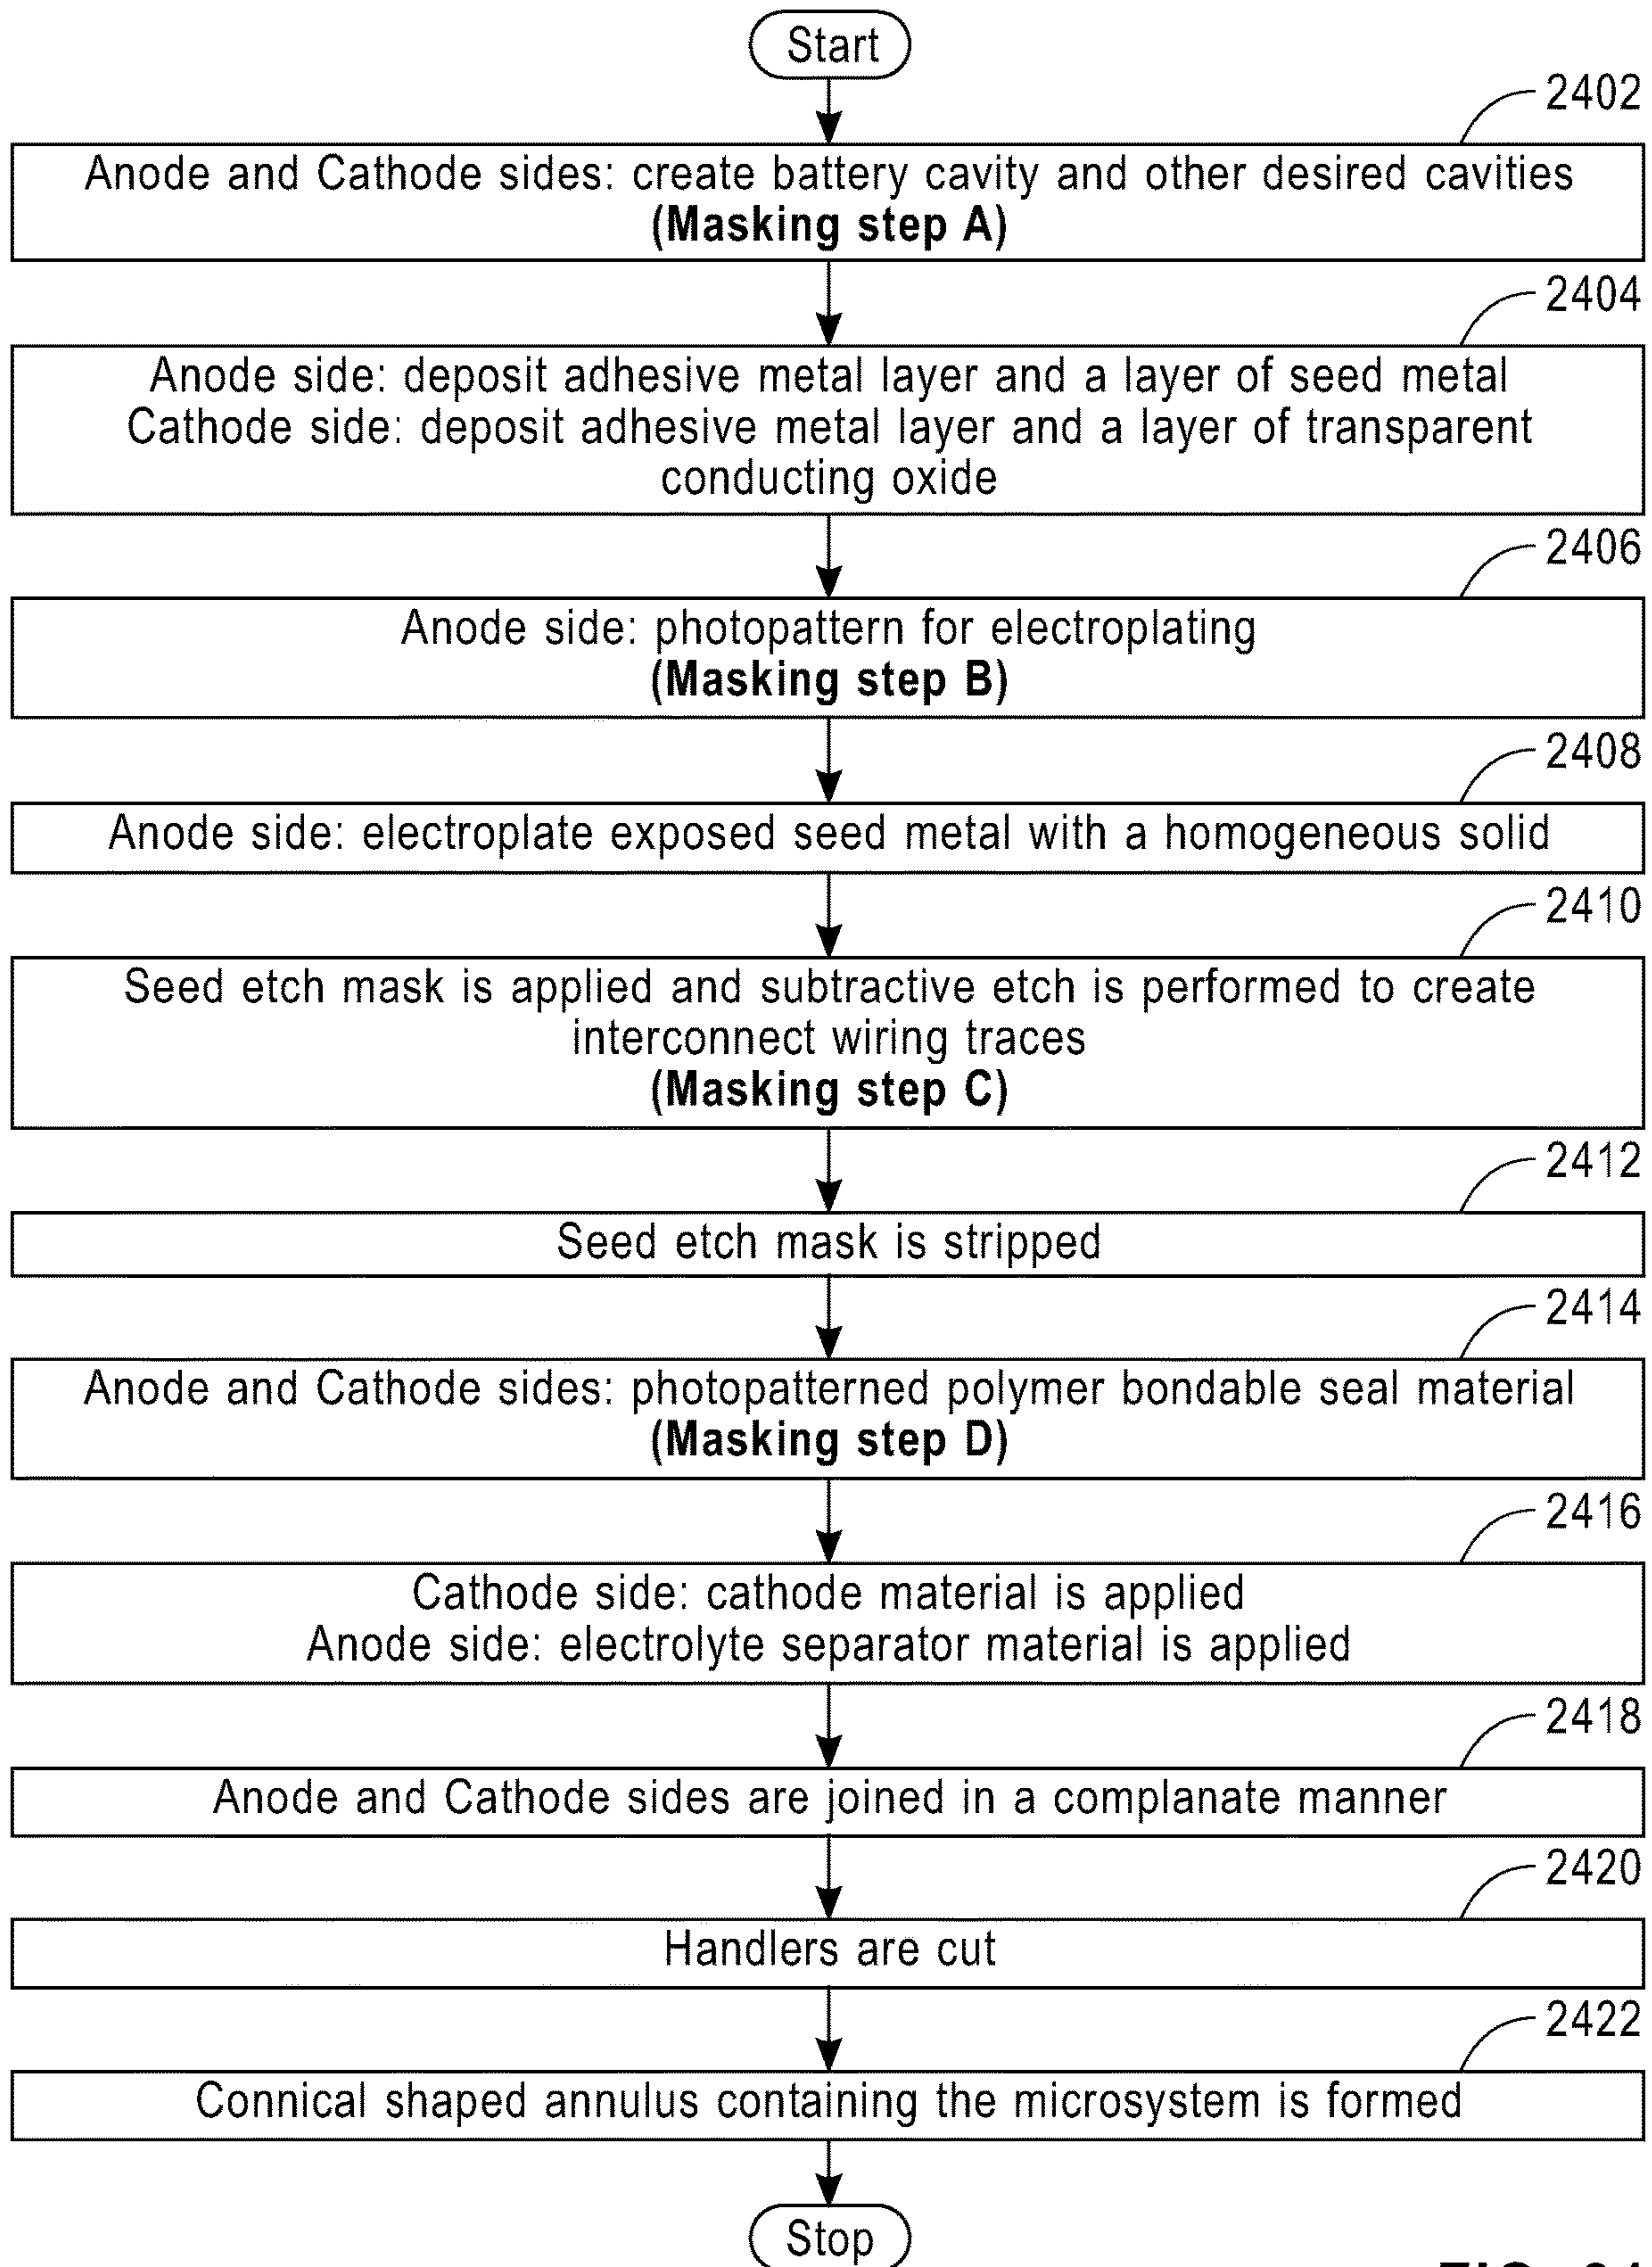 Start
2402
Anode and Cathode sides: create battery cavity and other desired cavities
(Masking step A)
2404
Anode side: deposit adhesive metal layer and a layer of seed metal
Cathode side: deposit adhesive metal layer and a layer of transparent
conducting oxide
2406
Anode side: photopattern for electroplating
(Masking step B)
2408
Anode side: electroplate exposed seed metal with a homogeneous solid
2410
Seed etch mask is applied and subtractive etch is performed to create
interconnect wiring traces
(Masking step C)
2412
Seed etch mask is stripped
2414
Anode and Cathode sides: photopatterned polymer bondable seal material
(Masking step D)
2416
Cathode side: cathode material is applied
Anode side: electrolyte separator material is applied
2418
Anode and Cathode sides are joined in a complanate manner
2420
Handlers are cut
2422
Connical shaped annulus containing the microsystem is formed
Stop